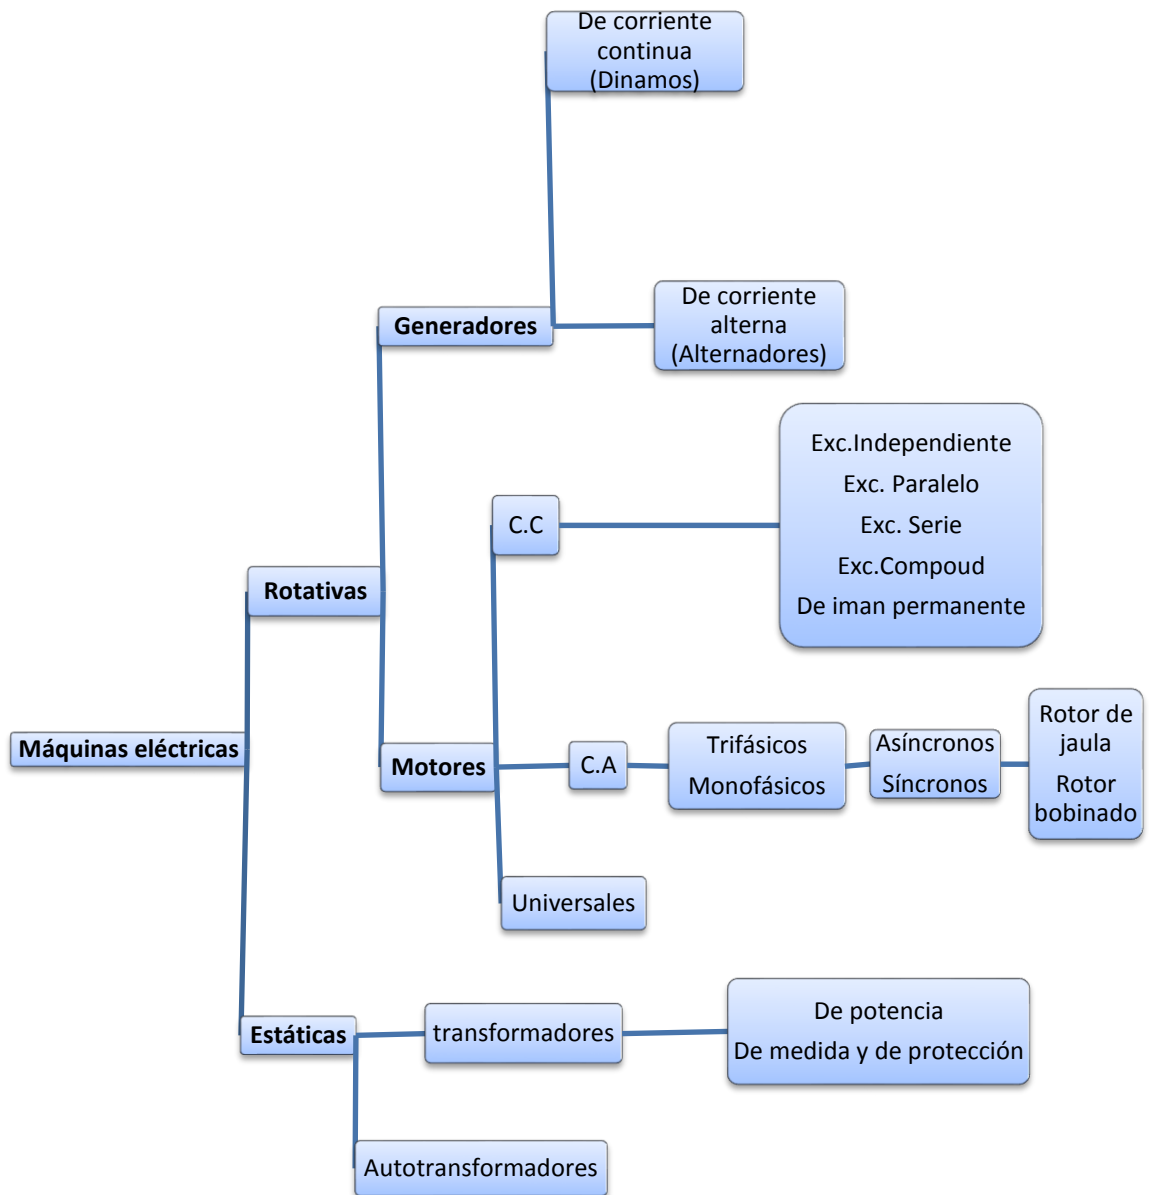 De corriente
continua
(Dinamos)
Generadores
De corriente
alterna
(Alternadores)
Exc.Independiente
Exc. Paralelo
Exc. Serie
Exc.Compoud
De iman permanente
C.C
Rotativas
Máquinas eléctricas
Motores
C.A
Trifásicos
Monofásicos
Asíncronos
Síncronos
Rotor de
jaula
Rotor
bobinado
Universales
Estáticas
transformadores
De potencia
De medida y de protección
Autotransformadores